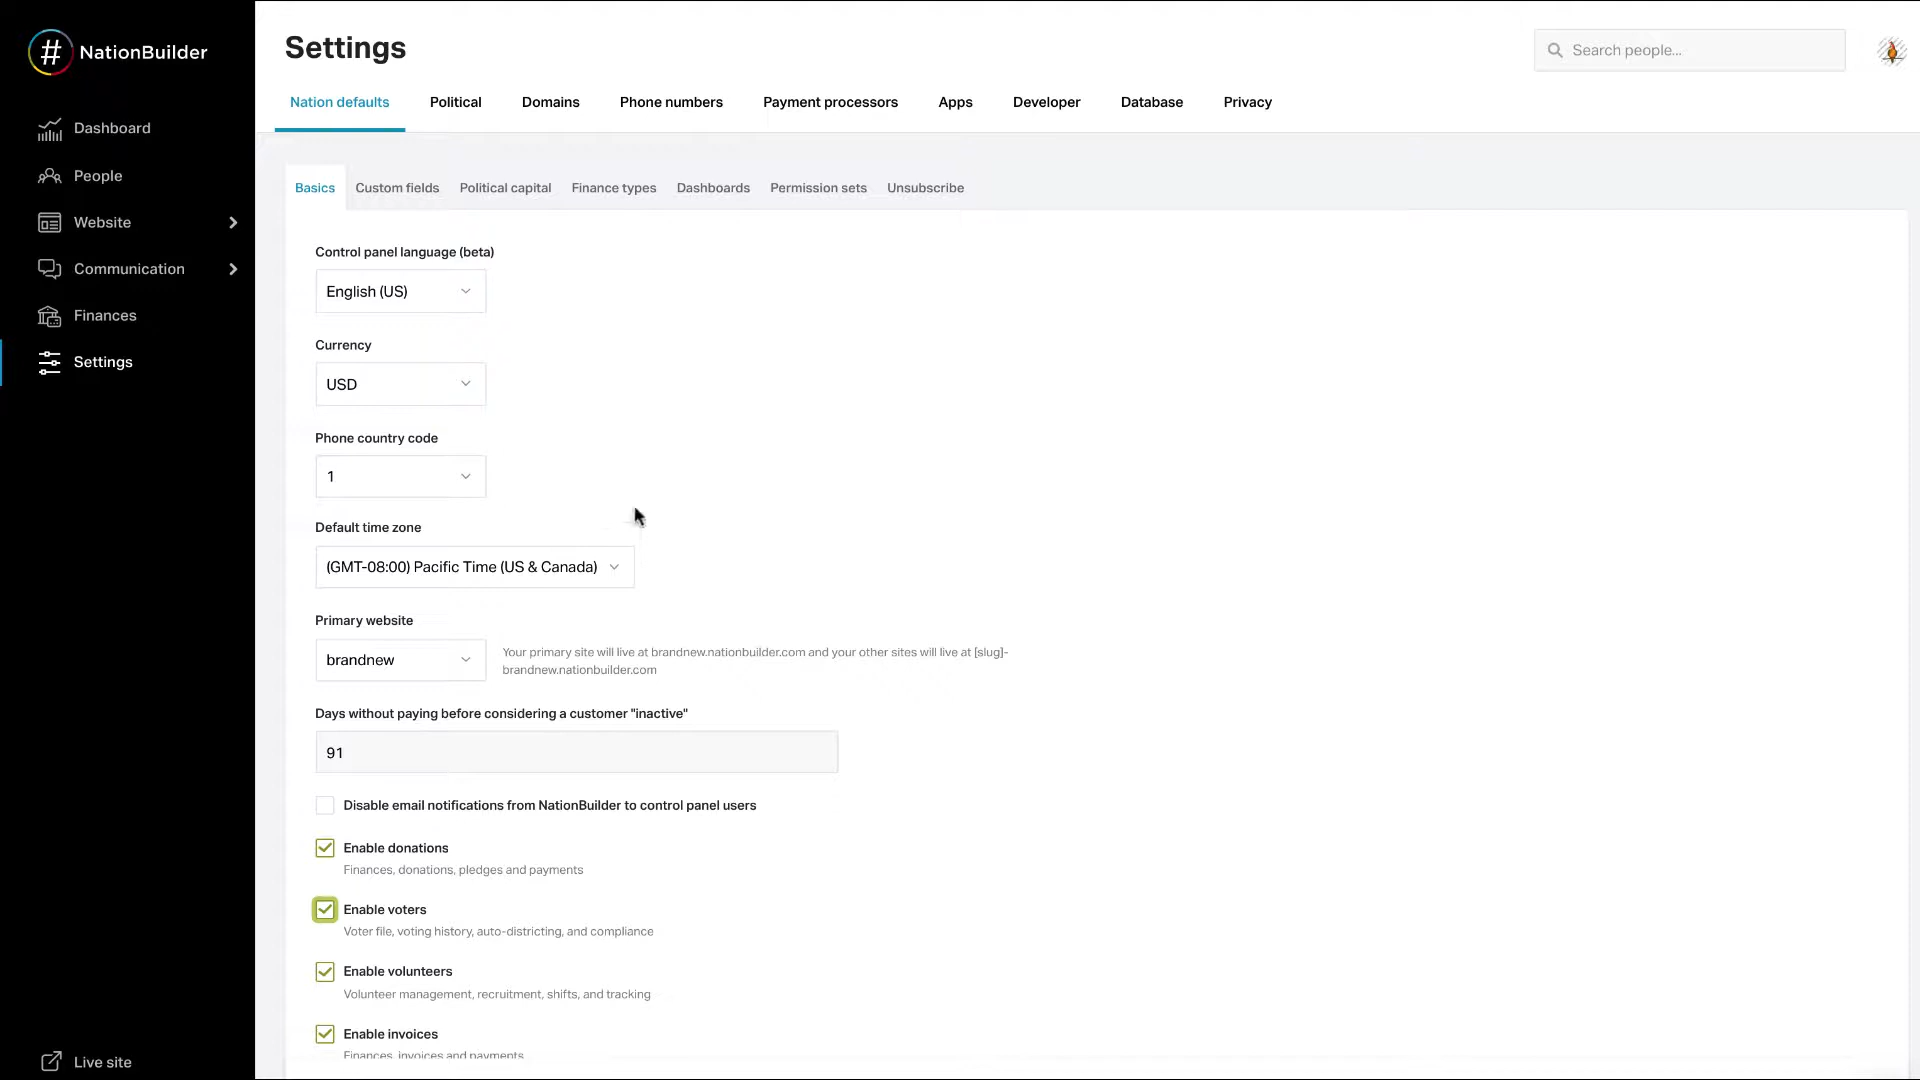 # NationBuilder
Dashboard
People
Website
Communication
Finances
Settings
Live site
Settings
Search people...
Nation defaults Political Domains Phone numbers Payment processors Apps Developer Database Privacy
Basics Custom fields Political capital Finance types Dashboards Permission sets Unsubscribe
Control panel language (beta)
English (US)
Currency
USD
Phone country code
1
Default time zone
(GMT-08:00) Pacific Time (US & Canada)
Primary website
brandnew
Your primary site will live at brandnew.nationbuilder.com and your other sites will live at [slug]-
brandnew.nationbuilder.com
Days without paying before considering a customer "inactive"
91
Disable email notifications from NationBuilder to control panel users
Enable donations
Finances, donations, pledges and payments
Enable voters
Voter file, voting history, auto-districting, and compliance
Enable volunteers
Volunteer management, recruitment, shifts, and tracking
Enable invoices
Finances, invoices and payments